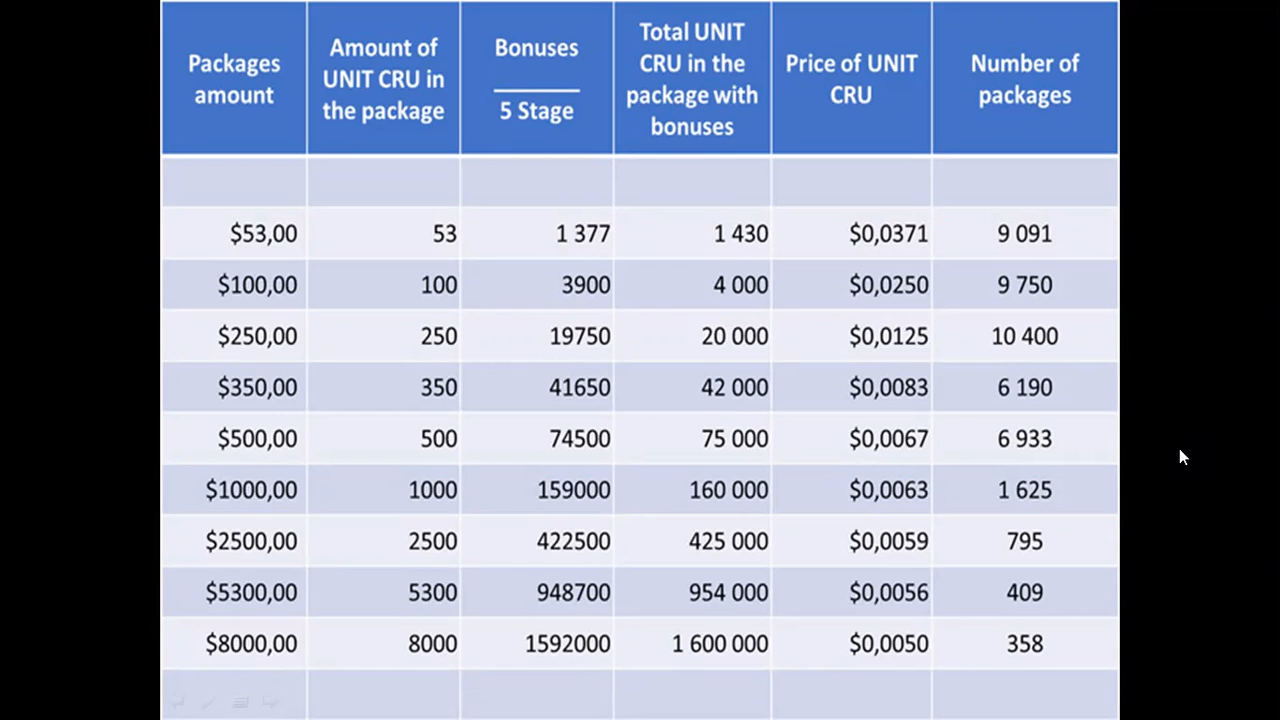 Packages amount | Amount of UNIT CRU in the package | Bonuses / 5 Stage | Total UNIT CRU in the package with bonuses | Price of UNIT CRU | Number of packages
$53,00 | 53 | 1 377 | 1 430 | $0,0371 | 9 091
$100,00 | 100 | 3900 | 4 000 | $0,0250 | 9 750
$250,00 | 250 | 19750 | 20 000 | $0,0125 | 10 400
$350,00 | 350 | 41650 | 42 000 | $0,0083 | 6 190
$500,00 | 500 | 74500 | 75 000 | $0,0067 | 6 933
$1000,00 | 1000 | 159000 | 160 000 | $0,0063 | 1 625
$2500,00 | 2500 | 422500 | 425 000 | $0,0059 | 795
$5300,00 | 5300 | 948700 | 954 000 | $0,0056 | 409
$8000,00 | 8000 | 1592000 | 1 600 000 | $0,0050 | 358